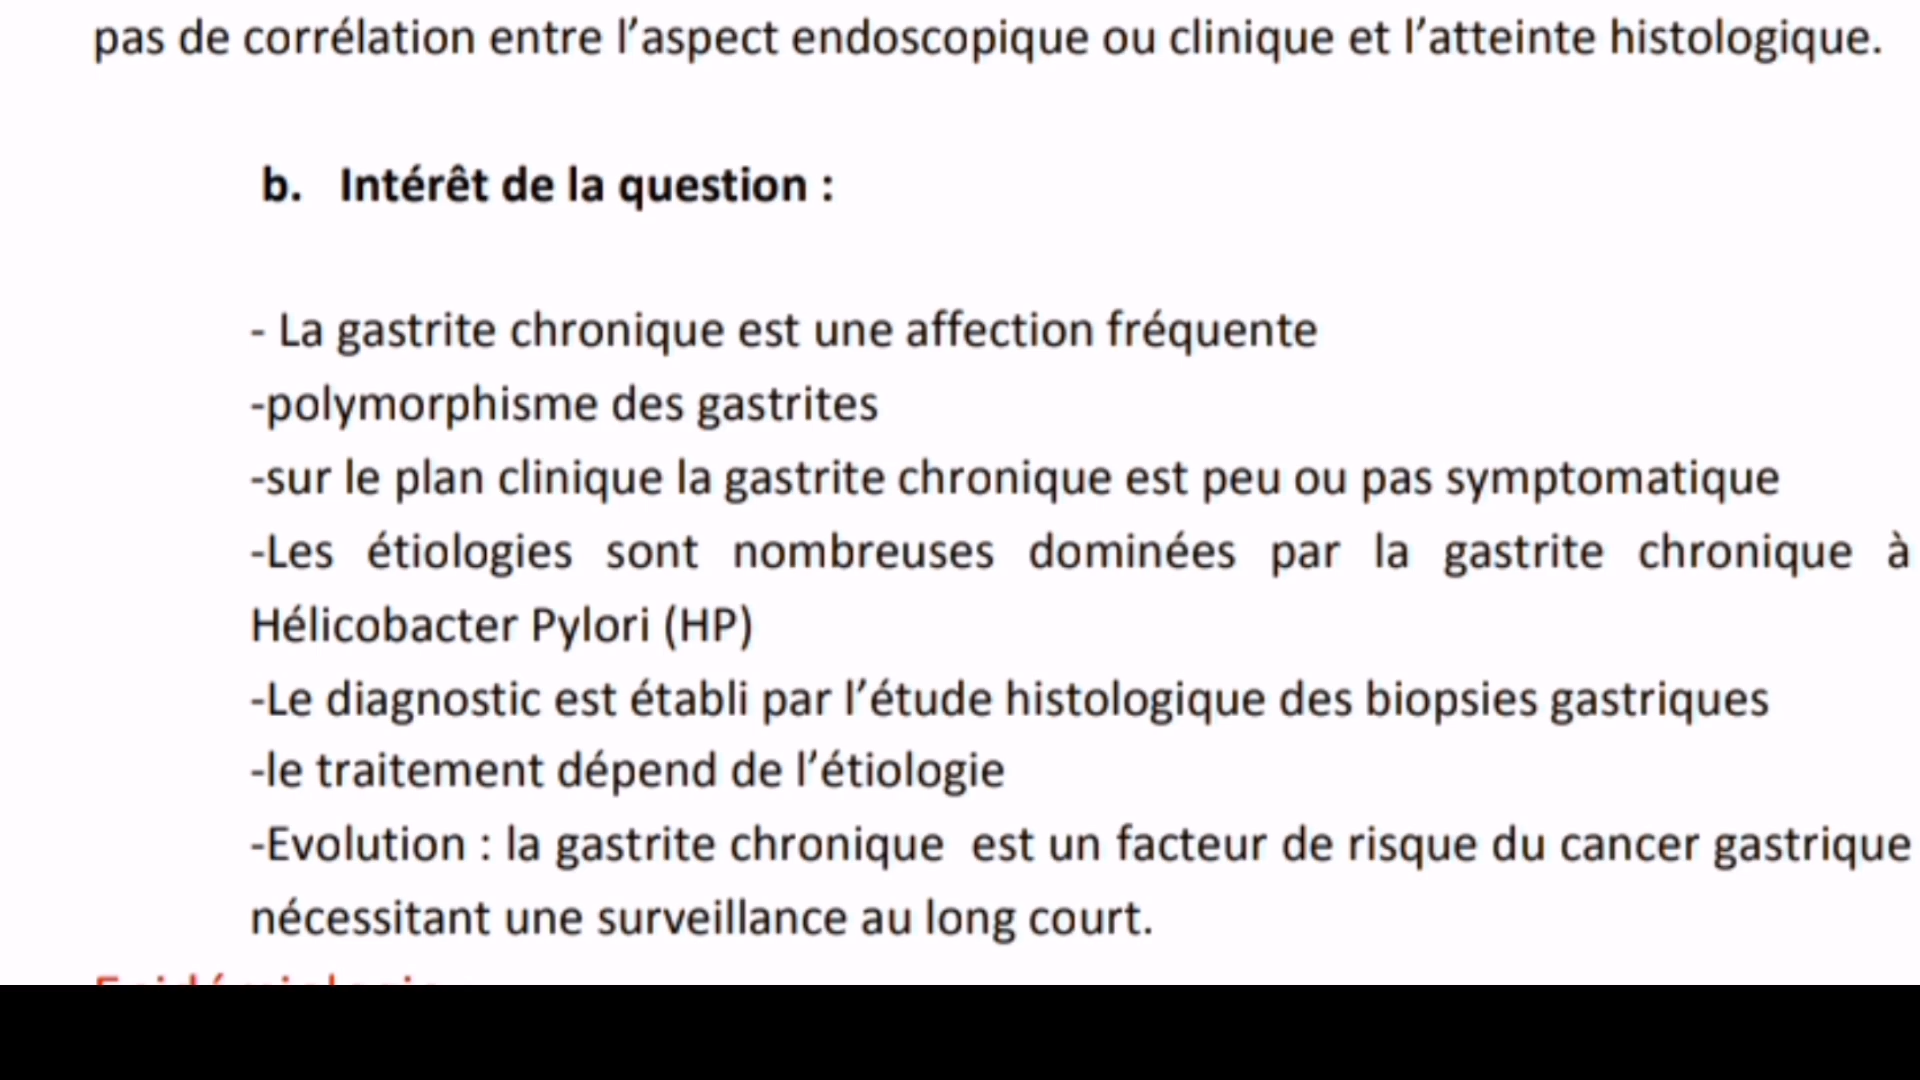 pas de corrélation entre l’aspect endoscopique ou clinique et l’atteinte histologique.
b. Intérêt de la question :
- La gastrite chronique est une affection fréquente
-polymorphisme des gastrites
-sur le plan clinique la gastrite chronique est peu ou pas symptomatique
-Les étiologies sont nombreuses dominées par la gastrite chronique à
Hélicobacter Pylori (HP)
-Le diagnostic est établi par l’étude histologique des biopsies gastriques
-le traitement dépend de l’étiologie
-Evolution : la gastrite chronique est un facteur de risque du cancer gastrique
nécessitant une surveillance au long court.